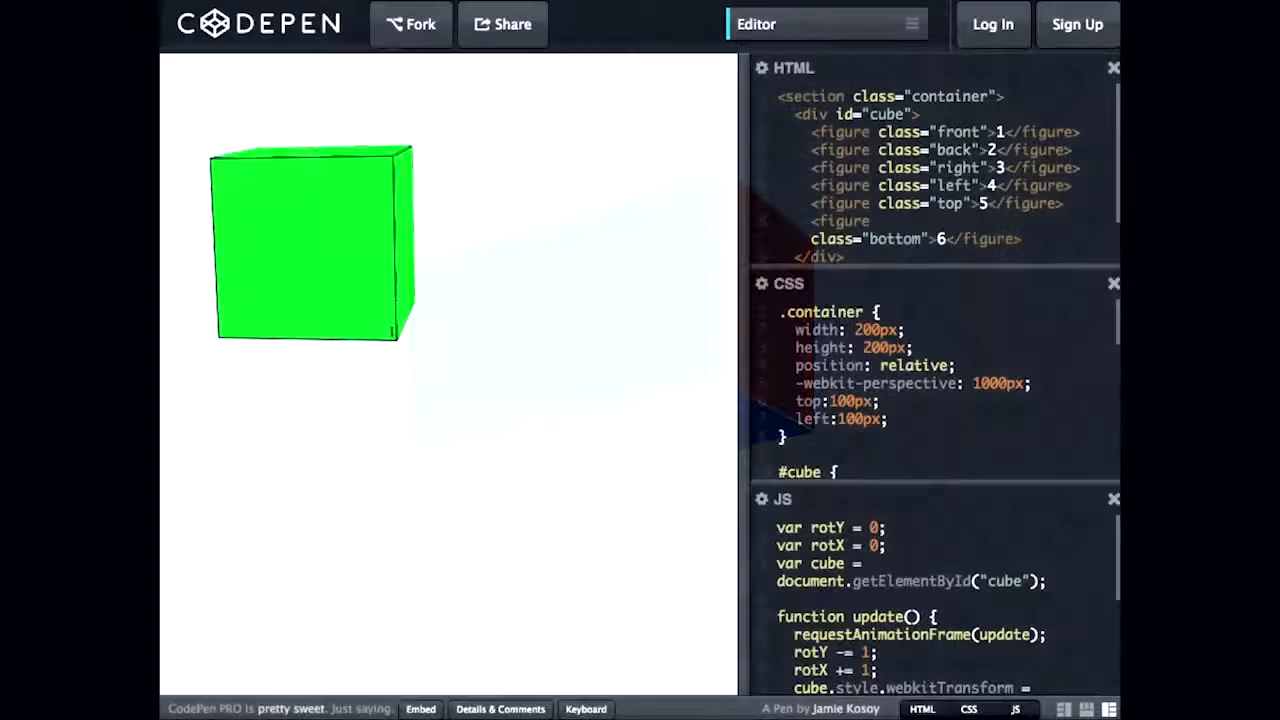 CODEPEN
Fork
Share
Editor
Log In
Sign Up
HTML
<section class="container">
<div id="cube">
<figure class="front">1</figure>
<figure class="back">2</figure>
<figure class="right">3</figure>
<figure class="left">4</figure>
<figure class="top">5</figure>
<figure
class="bottom">6</figure>
</div>
CSS
.container {
width: 200px;
height: 200px;
position: relative;
-webkit-perspective: 1000px;
top:100px;
left:100px;
}
#cube {
JS
var rotY = 0;
var rotX = 0;
var cube =
document.getElementById("cube");
function update() {
requestAnimationFrame(update);
rotY -= 1;
rotX += 1;
cube.style.webkitTransform =
CodePen PRO is pretty sweet. Just saying.
Embed
Details & Comments
Keyboard
A Pen by Jamie Kosoy
HTML
CSS
JS